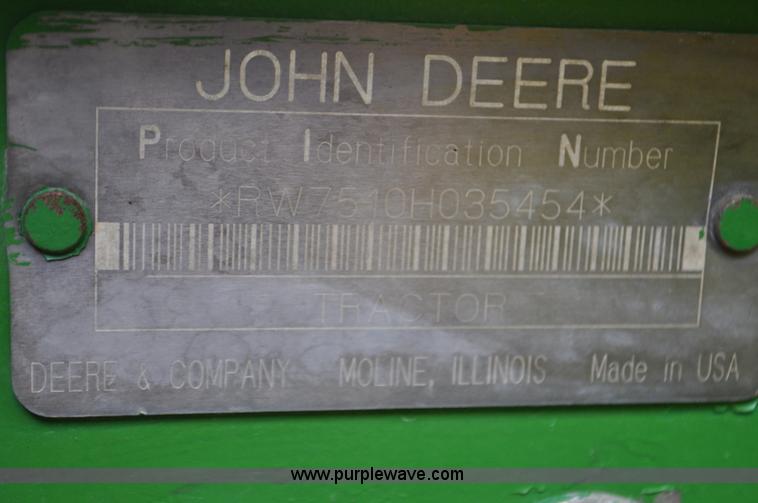 JOHN DEERE
Product Identification Number
*RW7510H035454*
TRACTOR
DEERE & COMPANY MOLINE, ILLINOIS Made in USA
www.purplewave.com